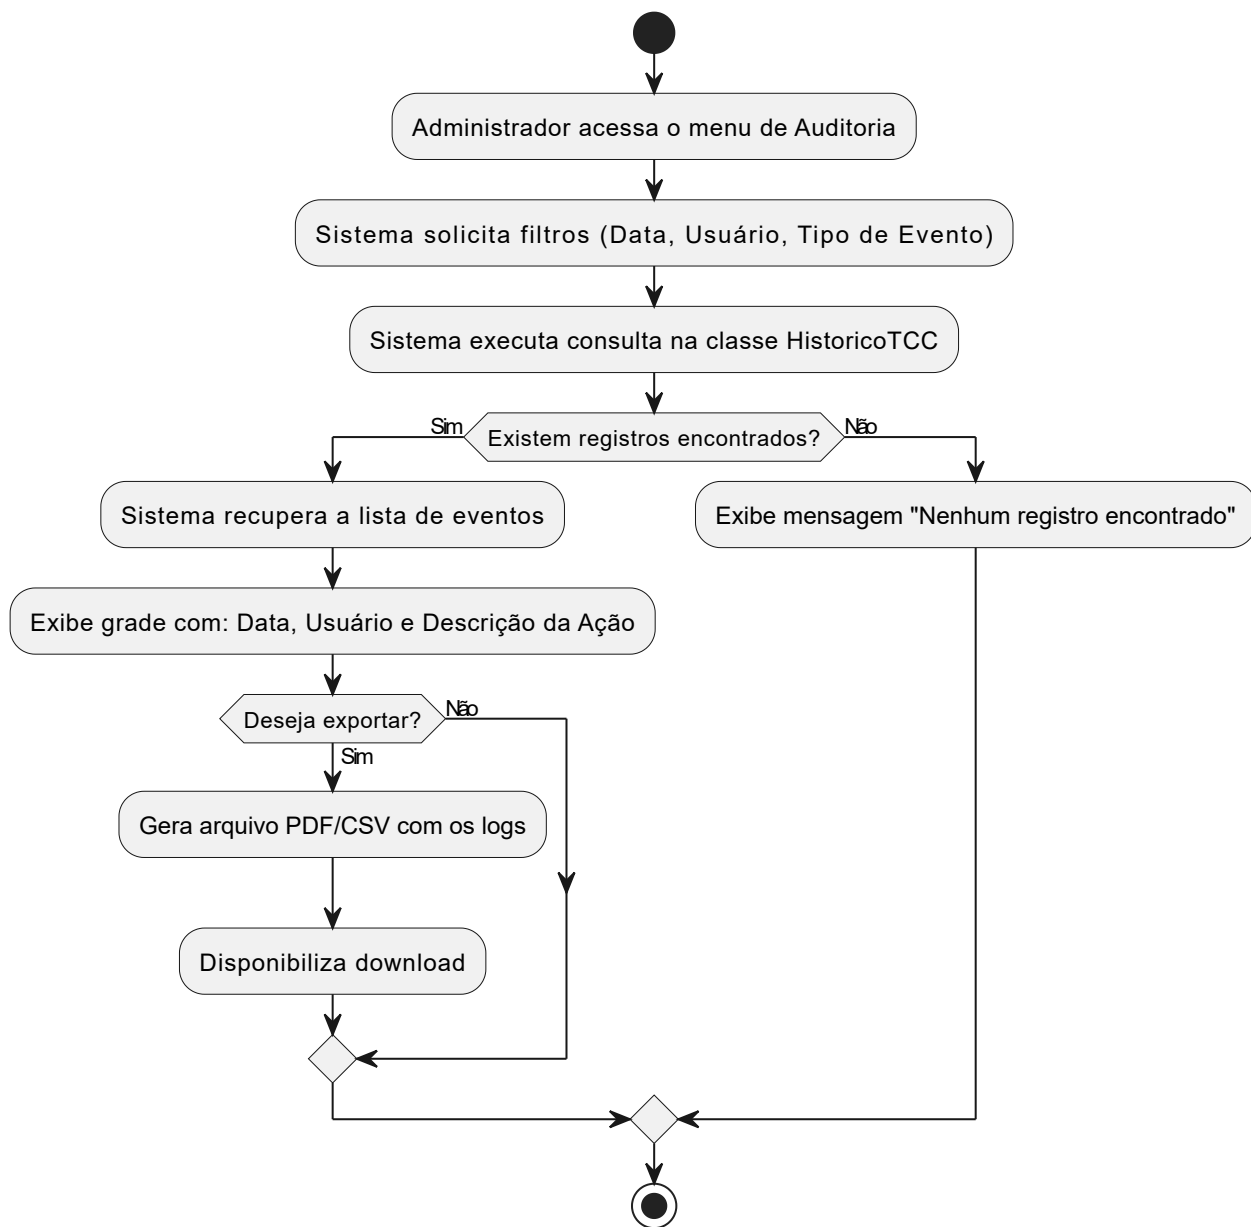 Administrador acessa o menu de Auditoria
Sistema solicita filtros (Data, Usuário, Tipo de Evento)
Sistema executa consulta na classe HistoricoTCC
Sim
Existem registros encontrados?
Não
Sistema recupera a lista de eventos
Exibe mensagem "Nenhum registro encontrado"
Exibe grade com: Data, Usuário e Descrição da Ação
Deseja exportar?
Não
Sim
Gera arquivo PDF/CSV com os logs
Disponibiliza download